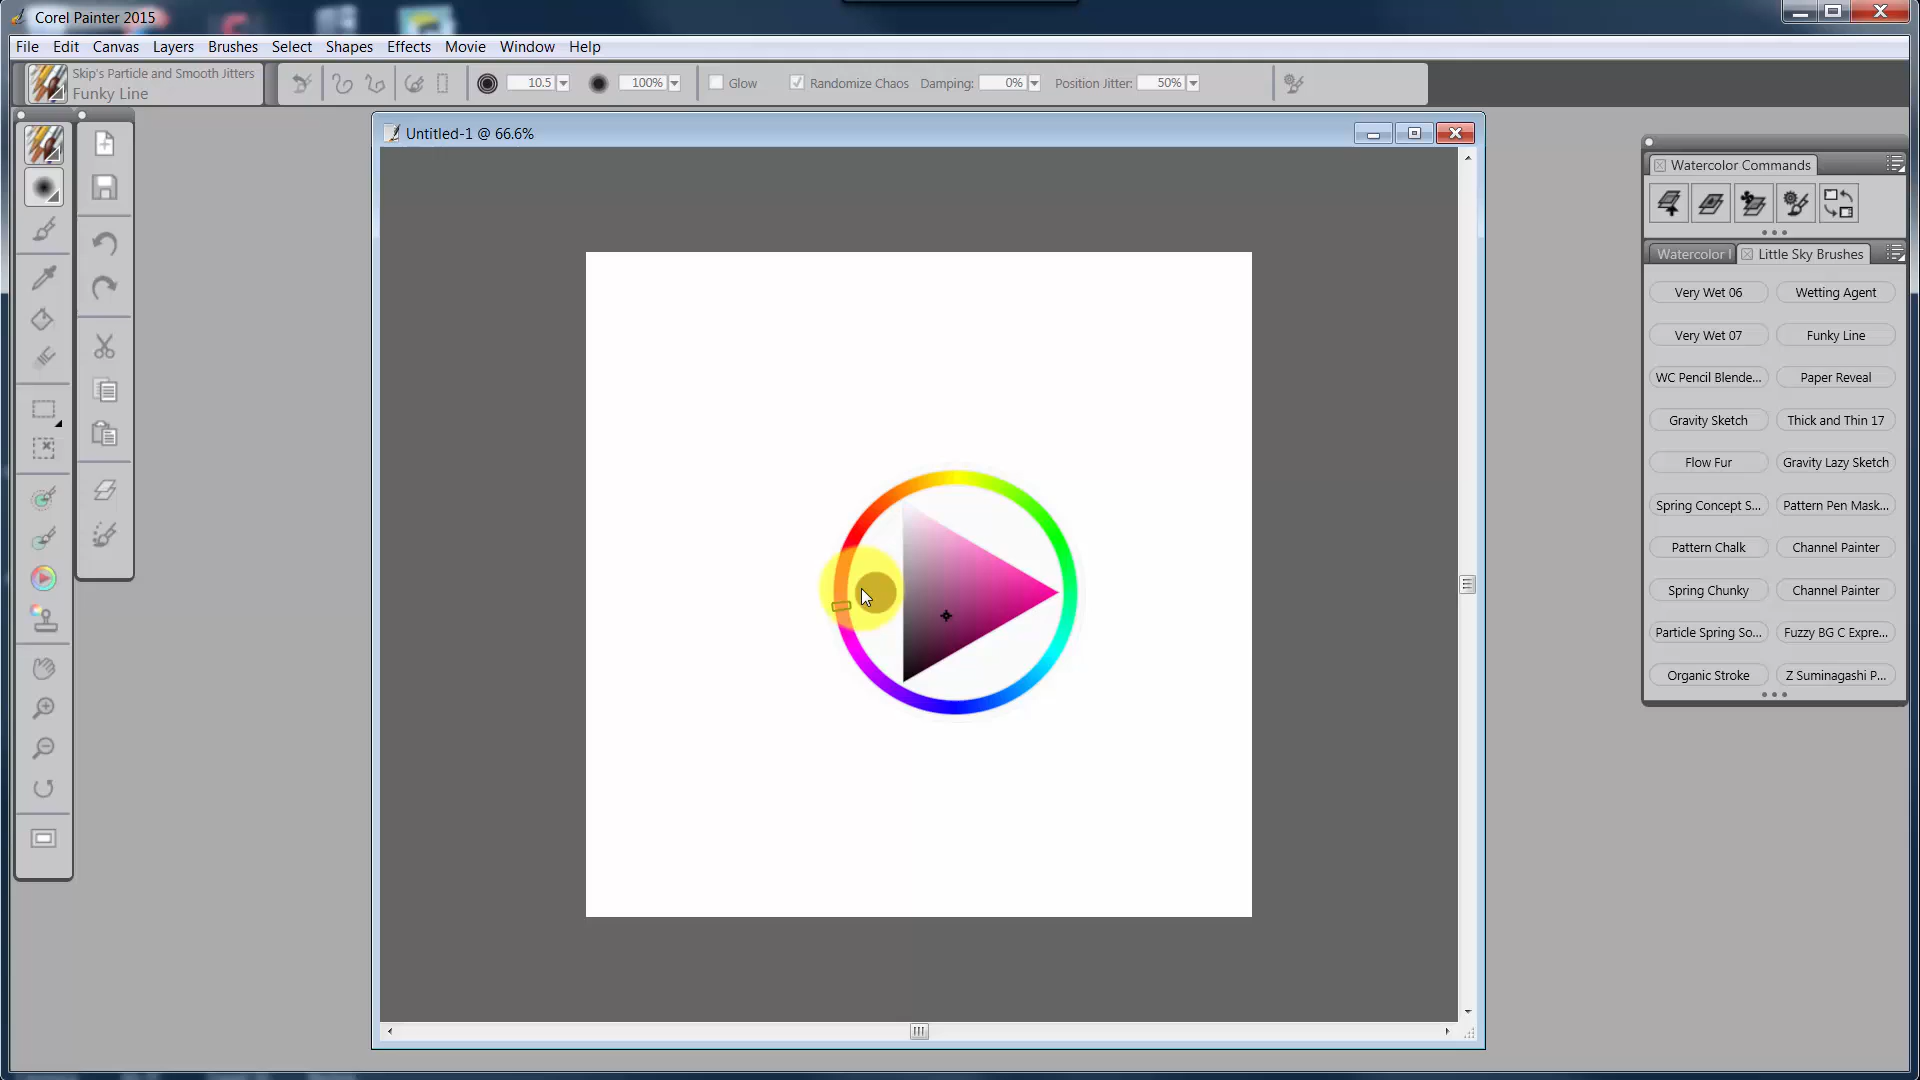 Corel Painter 2015
File Edit Canvas Layers Brushes Select Shapes Effects Movie Window Help
Skip's Particle and Smooth Jitters
Funky Line
10.5 100% Glow Randomize Chaos Damping: 0% Position Jitter: 50%
Untitled-1 @ 66.6%
Watercolor Commands
Watercolor I Little Sky Brushes
Very Wet 06 Wetting Agent
Very Wet 07 Funky Line
WC Pencil Blende... Paper Reveal
Gravity Sketch Thick and Thin 17
Flow Fur Gravity Lazy Sketch
Spring Concept S... Pattern Pen Mask...
Pattern Chalk Channel Painter
Spring Chunky Channel Painter
Particle Spring So... Fuzzy BG C Expre...
Organic Stroke Z Suminagashi P...